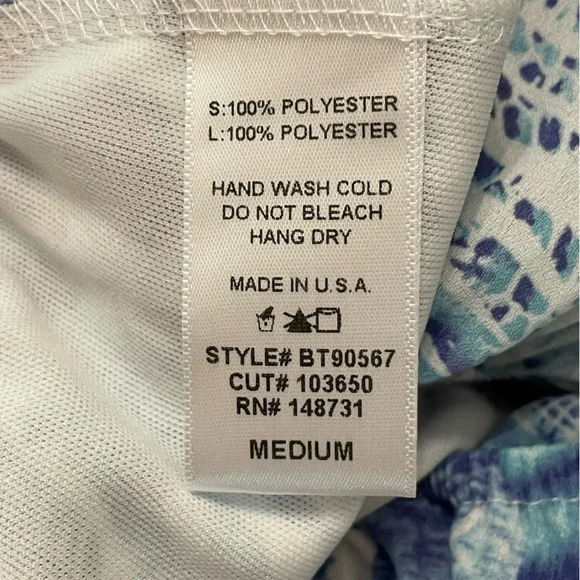 S:100% POLYESTER
L:100% POLYESTER
HAND WASH COLD
DO NOT BLEACH
HANG DRY
MADE IN U.S.A.
STYLE# BT90567
CUT# 103650
RN# 148731
MEDIUM